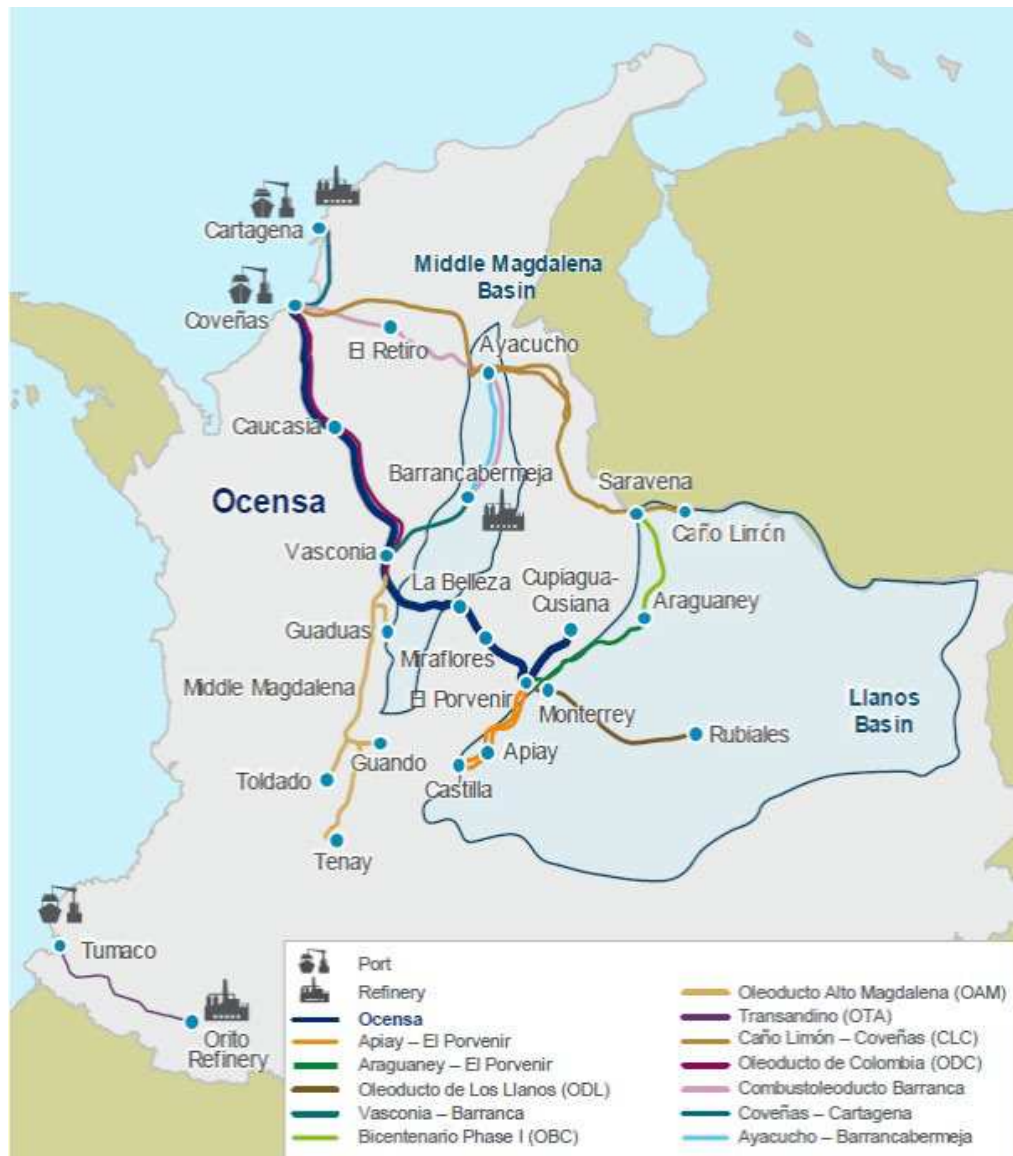 Cartagena
Middle Magdalena
Basin
Coveñas
El Retiro
Ayacucho
Caucasia
Barrancabermeja
Saravena
Ocensa
Caño Limón
Vasconia
La Belleza
Cupiagua-
Cusiana
Araguaney
Guaduas
Miraflores
Middle Magdalena
El Porvenir
Monterrey
Llanos
Basin
Rubiales
Guando
Apiay
Toldado
Castilla
Tenay
Tumaco
Orito
Refinery
Port
Refinery
Ocensa
Apiay – El Porvenir
Araguaney – El Porvenir
Oleoducto de Los Llanos (ODL)
Vasconia – Barranca
Bicentenario Phase I (OBC)
Oleoducto Alto Magdalena (OAM)
Transandino (OTA)
Caño Limón – Coveñas (CLC)
Oleoducto de Colombia (ODC)
Combustoleoducto Barranca
Coveñas – Cartagena
Ayacucho – Barrancabermeja